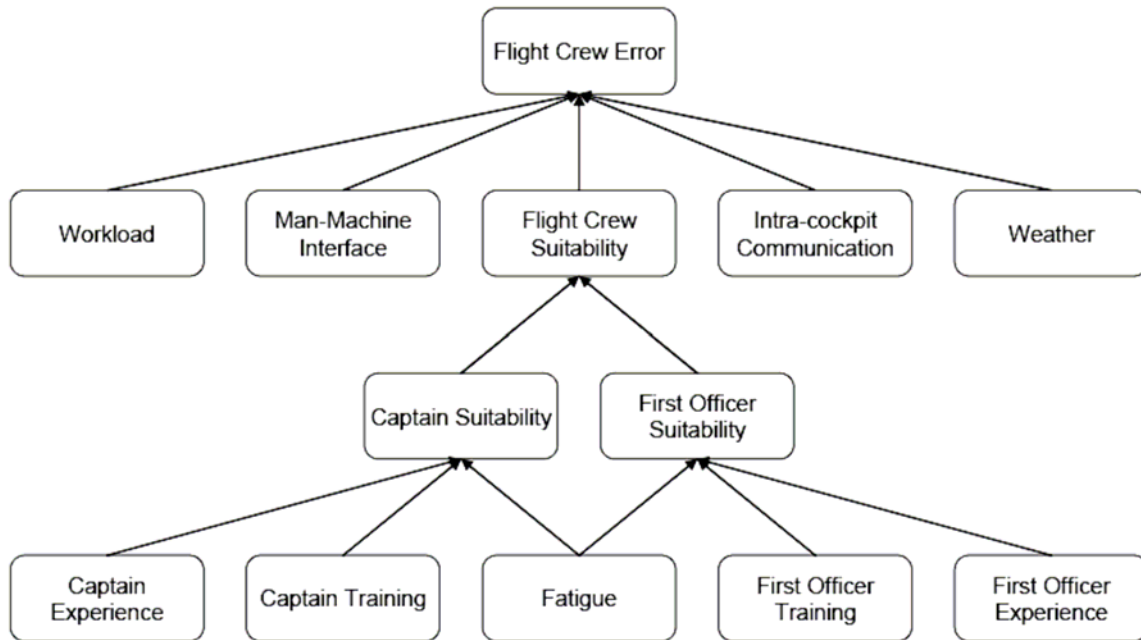 Flight Crew Error
Workload
Man-Machine
Interface
Flight Crew
Suitability
Intra-cockpit
Communication
Weather
Captain Suitability
First Officer
Suitability
Captain
Experience
Captain Training
Fatigue
First Officer
Training
First Officer
Experience